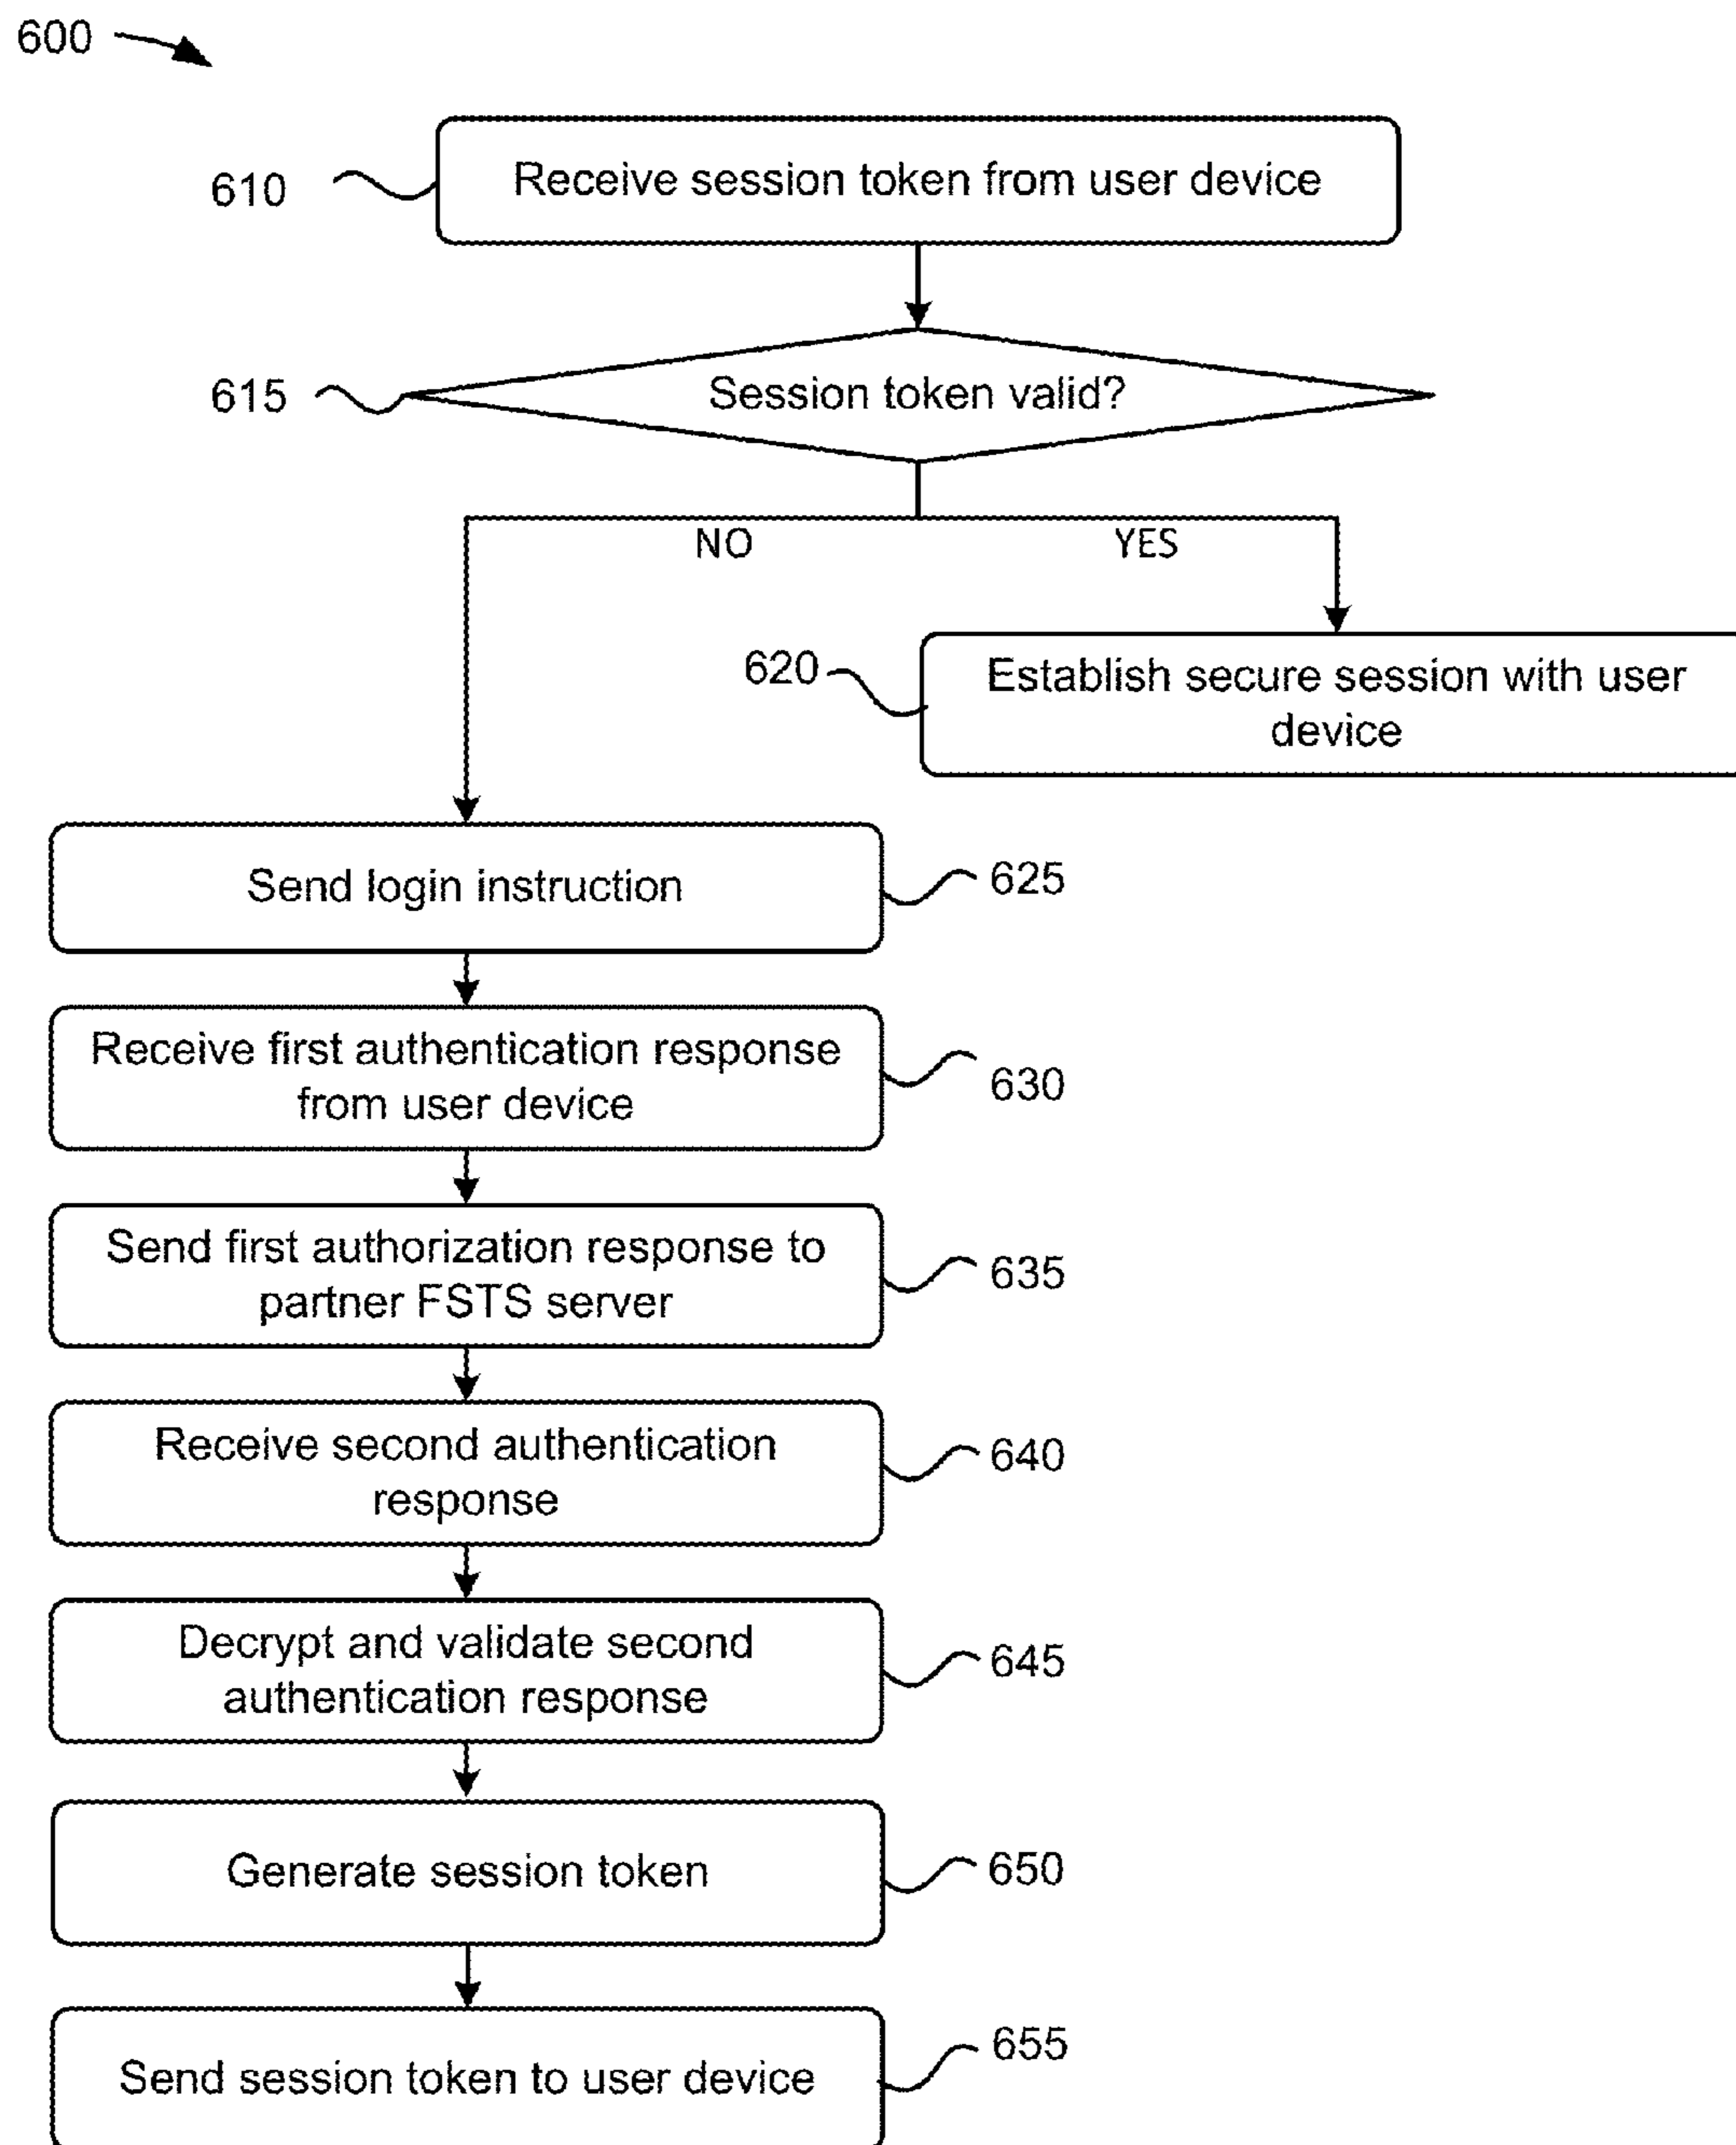 600
610
Receive session token from user device
615
Session token valid?
NO
YES
620
Establish secure session with user
device
Send login instruction
625
Receive first authentication response
from user device
630
Send first authorization response to
partner FSTS server
635
Receive second authentication
response
640
Decrypt and validate second
authentication response
645
Generate session token
650
Send session token to user device
655